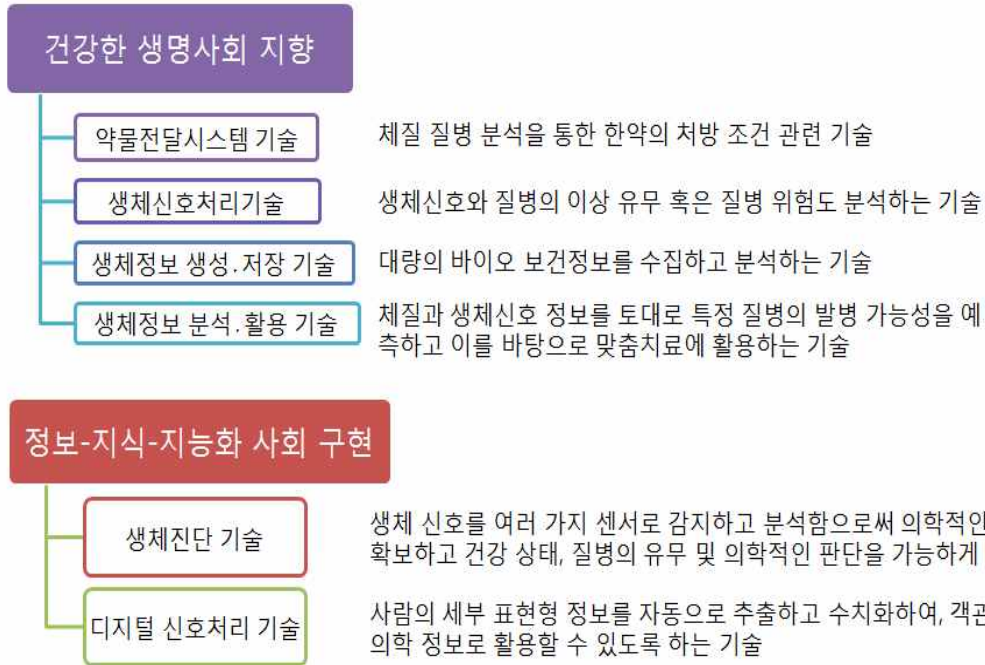 건강한 생명사회 지향
약물전달시스템 기술
체질 질병 분석을 통한 한약의 처방 조건 관련 기술
생체신호처리기술
생체신호와 질병의 이상 유무 혹은 질병 위험도 분석하는 기술
생체정보 생성.저장 기술
대량의 바이오 보건정보를 수집하고 분석하는 기술
생체정보 분석.활용 기술
체질과 생체신호 정보를 토대로 특정 질병의 발병 가능성을 예
측하고 이를 바탕으로 맞춤치료에 활용하는 기술
정보-지식-지능화 사회 구현
생체진단 기술
생체 신호를 여러 가지 센서로 감지하고 분석함으로써 의학적인
확보하고 건강 상태, 질병의 유무 및 의학적인 판단을 가능하게
디지털 신호처리 기술
사람의 세부 표현형 정보를 자동으로 추출하고 수치화하여, 객관
의학 정보로 활용할 수 있도록 하는 기술